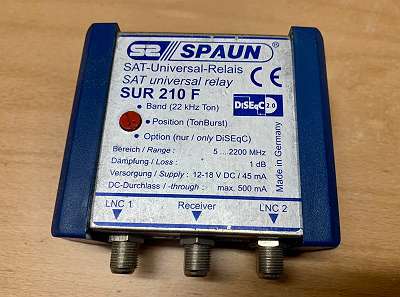 SPAUN®
SAT-Universal-Relais
SAT universal relay
CE
SUR 210 F
DiSEqC 2.0
• Band (22 kHz Ton)
• Position (TonBurst)
• Option (nur / only DiSEqC)
Bereich / Range : 5 ... 2200 MHz
Dämpfung / Loss : 1 dB
Versorgung / Supply : 12-18 V DC / 45 mA
DC-Durchlass / -through : max. 500 mA
Made in Germany
LNC 1 Receiver LNC 2